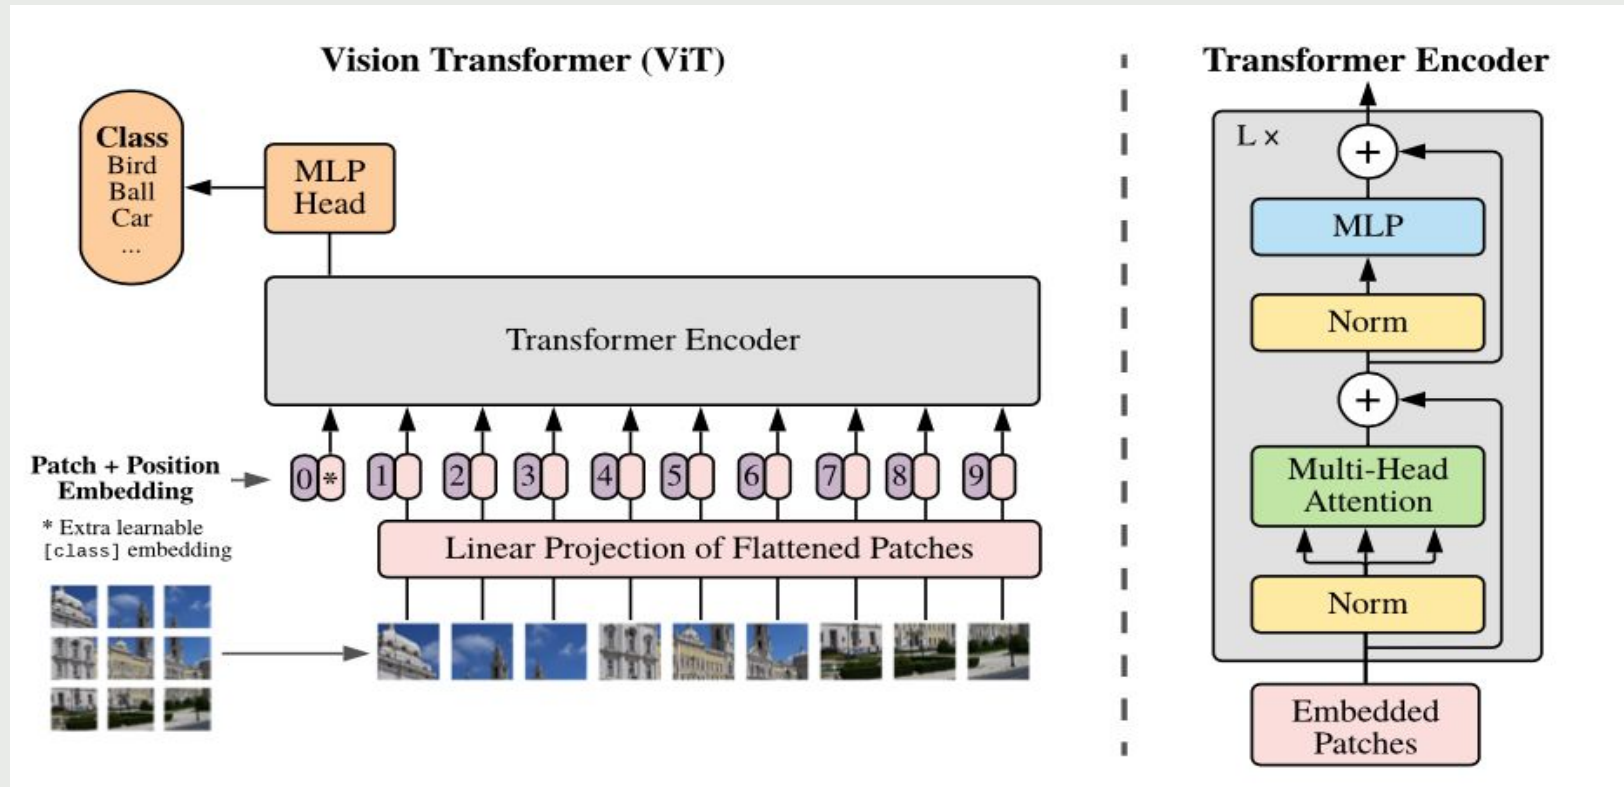 Vision Transformer (ViT)
Class
Bird
Ball
Car
...
MLP
Head
Transformer Encoder
Patch + Position
Embedding
0 * 1 2 3 4 5 6 7 8 9
* Extra learnable
[class] embedding
Linear Projection of Flattened Patches
Transformer Encoder
L ×
+
MLP
Norm
+
Multi-Head
Attention
Norm
Embedded
Patches